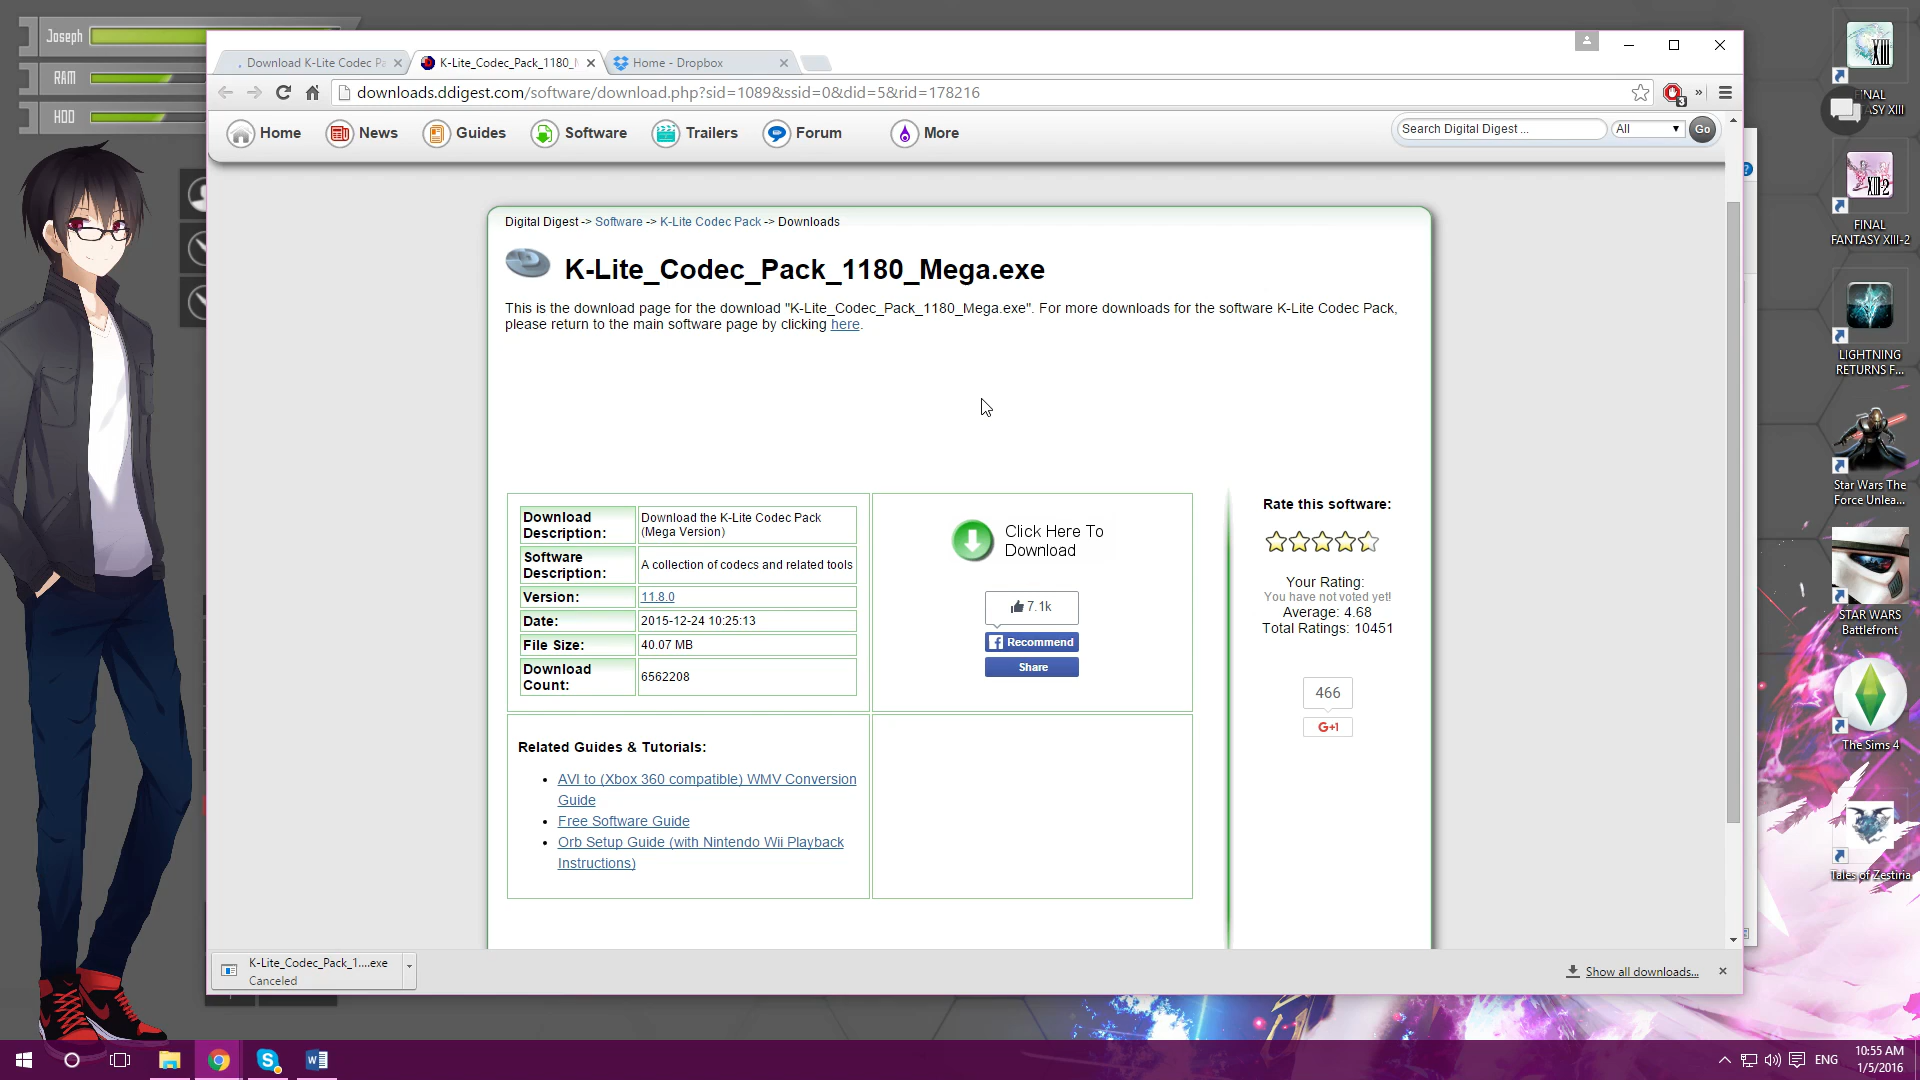 Joseph
RAM
HDD
Download K-Lite Codec Pa
K-Lite_Codec_Pack_1180_M
Home - Dropbox
downloads.ddigest.com/software/download.php?sid=1089&ssid=0&did=5&rid=178216
3
»
Home
News
Guides
Software
Trailers
Forum
More
Search Digital Digest ...
All
Go
Digital Digest -> Software -> K-Lite Codec Pack -> Downloads
K-Lite_Codec_Pack_1180_Mega.exe
This is the download page for the download "K-Lite_Codec_Pack_1180_Mega.exe". For more downloads for the software K-Lite Codec Pack,
please return to the main software page by clicking here.
Download Description:
Download the K-Lite Codec Pack
(Mega Version)
Software Description:
A collection of codecs and related tools
Version:
11.8.0
Date:
2015-12-24 10:25:13
File Size:
40.07 MB
Download Count:
6562208
Click Here To
Download
7.1k
Recommend
Share
Rate this software:
Your Rating:
You have not voted yet!
Average: 4.68
Total Ratings: 10451
466
G+1
Related Guides & Tutorials:
AVI to (Xbox 360 compatible) WMV Conversion
Guide
Free Software Guide
Orb Setup Guide (with Nintendo Wii Playback
Instructions)
K-Lite_Codec_Pack_1....exe
Canceled
Show all downloads...
XIII
FINAL
FANTASY XIII
XIII-2
FINAL
FANTASY XIII-2
LIGHTNING
RETURNS F...
Star Wars The
Force Unlea...
STAR WARS
Battlefront
The Sims 4
Tales of Zestiria
ENG
10:55 AM
1/5/2016